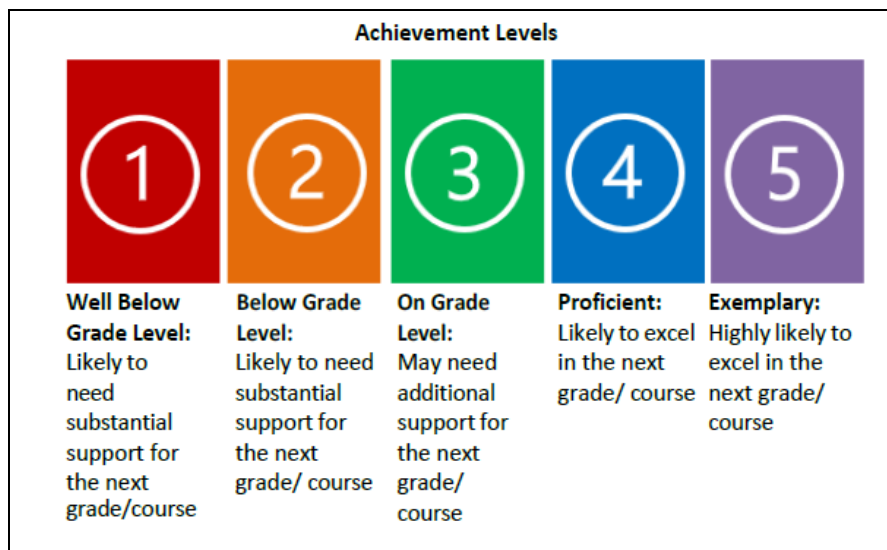 Achievement Levels
1
2
3
4
5
Well Below
Grade Level:
Likely to
need
substantial
support for
the next
grade/course
Below Grade
Level:
Likely to need
substantial
support for
the next
grade/ course
On Grade
Level:
May need
additional
support for
the next
grade/
course
Proficient:
Likely to excel
in the next
grade/ course
Exemplary:
Highly likely to
excel in the
next grade/
course